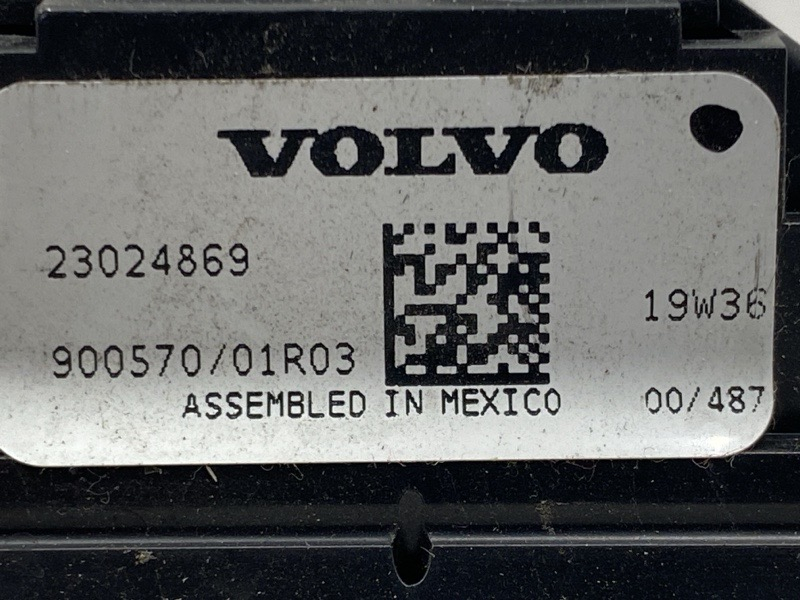 VOLVO
23024869
19W36
900570/01R03
ASSEMBLED IN MEXICO
00/487